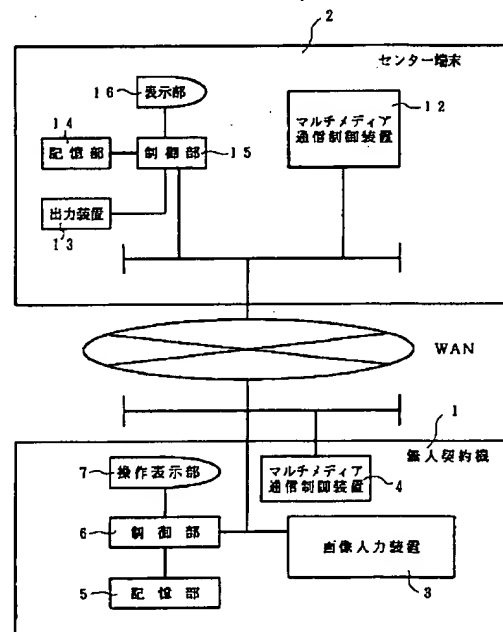 2
センター端末
16
表示部
12
マルチメディア
通信制御装置
14
記憶部
制御部
15
出力装置
13
WAN
1
無人契約機
7
操作表示部
マルチメディア
通信制御装置
4
6
制御部
画像入力装置
3
5
記憶部